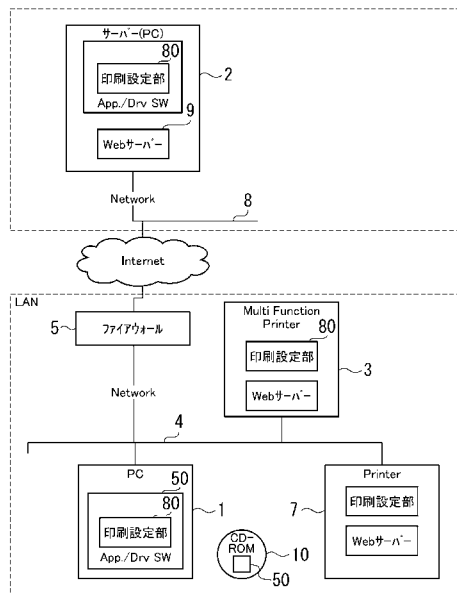 サーバー(PC)
80
印刷設定部
App./Drv SW
2
9
Webサーバー
Network
8
Internet
LAN
5
ファイアウォール
Multi Function
Printer
80
印刷設定部
Webサーバー
3
Network
4
PC
50
80
印刷設定部
App./Drv SW
1
CD-
ROM
50
10
Printer
7
印刷設定部
Webサーバー